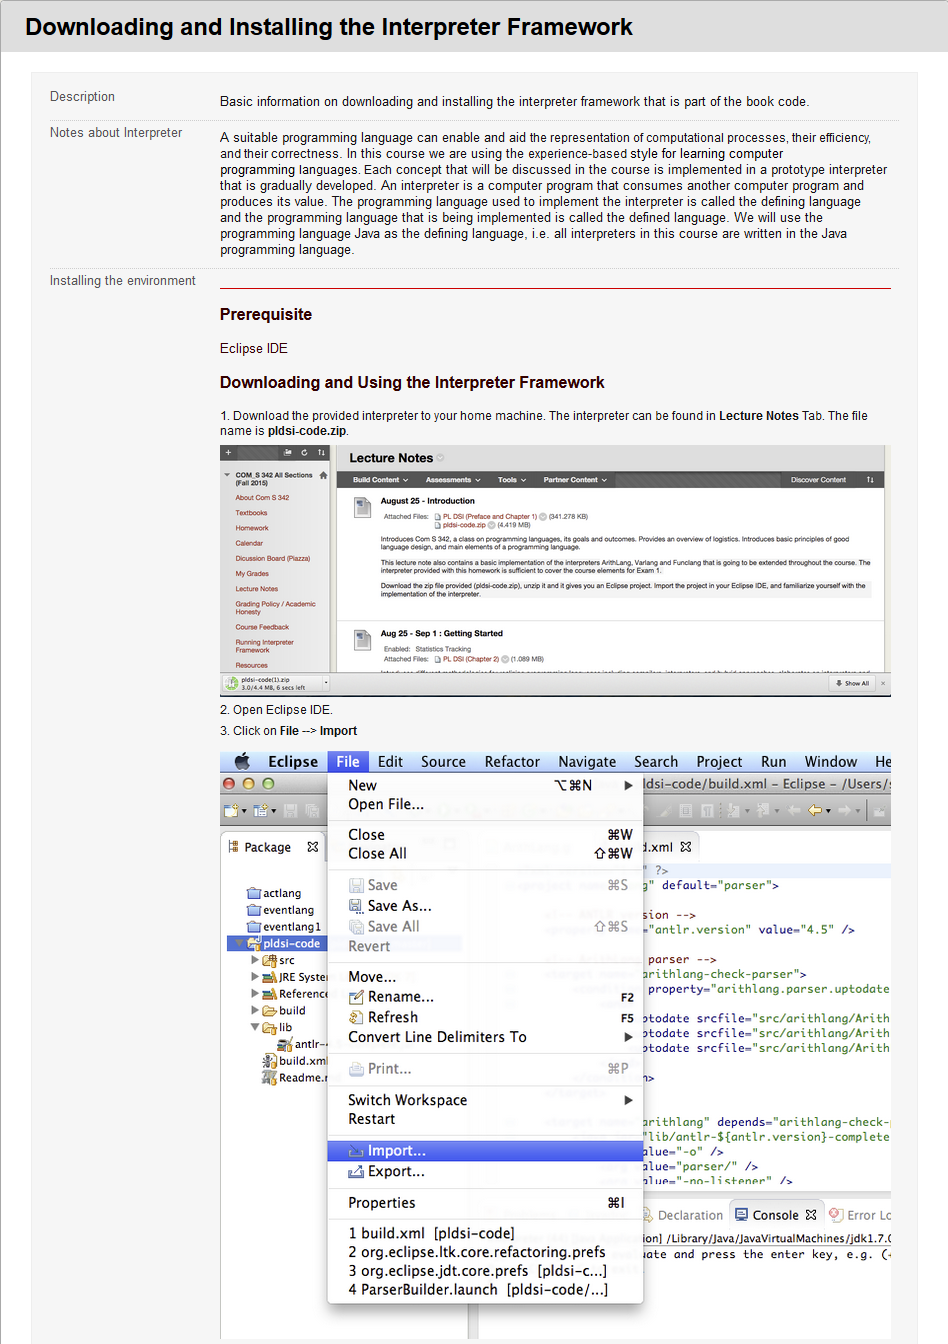 Downloading and Installing the Interpreter Framework
Description
Basic information on downloading and installing the interpreter framework that is part of the book code.
Notes about Interpreter
A suitable programming language can enable and aid the representation of computational processes, their efficiency,
and their correctness. In this course we are using the experience-based style for learning computer
programming languages. Each concept that will be discussed in the course is implemented in a prototype interpreter
that is gradually developed. An interpreter is a computer program that consumes another computer program and
produces its value. The programming language used to implement the interpreter is called the defining language
and the programming language that is being implemented is called the defined language. We will use the
programming language Java as the defining language, i.e. all interpreters in this course are written in the Java
programming language.
Installing the environment
Prerequisite
Eclipse IDE
Downloading and Using the Interpreter Framework
1. Download the provided interpreter to your home machine. The interpreter can be found in Lecture Notes Tab. The file
name is pldsi-code.zip.
COM_S 342 All Sections
(Fall 2015)
About Com S 342
Textbooks
Homework
Calendar
Dicussion Board (Piazza)
My Grades
Lecture Notes
Grading Policy / Academic
Honesty
Course Feedback
Running Interpreter
Framework
Resources
Lecture Notes
Build Content Assessments Tools Partner Content Discover Content
August 25 - Introduction
Attached Files: PL DSI (Preface and Chapter 1) (341.278 KB)
pldsi-code.zip (4.419 MB)
Introduces Com S 342, a class on programming languages, its goals and outcomes. Provides an overview of logistics. Introduces basic principles of good
language design, and main elements of a programming language.
This lecture note also contains a basic implementation of the interpreters ArithLang, Varlang and Funclang that is going to be extended throughout the course. The
interpreter provided with this homework is sufficient to cover the course elements for Exam 1.
Download the zip file provided (pldsi-code.zip), unzip it and it gives you an Eclipse project. Import the project in your Eclipse IDE, and familiarize yourself with the
implementation of the interpreter.
Aug 25 - Sep 1 : Getting Started
Enabled: Statistics Tracking
Attached Files: PL DSI (Chapter 2) (1.089 MB)
pldsi-code(1).zip
3.0/4.4 MB, 6 secs left
Show All
2. Open Eclipse IDE.
3. Click on File --> Import
Eclipse File Edit Source Refactor Navigate Search Project Run Window He
ldsi-code/build.xml - Eclipse - /Users/s
Package
actlang
eventlang
eventlang1
pldsi-code
src
JRE Syste
Reference
build
lib
antlr-
build.xml
Readme.
New ⌥⌘N
Open File...
Close ⌘W
Close All ⇧⌘W
Save ⌘S
Save As...
Save All ⇧⌘S
Revert
Move...
Rename... F2
Refresh F5
Convert Line Delimiters To
Print... ⌘P
Switch Workspace
Restart
Import...
Export...
Properties ⌘I
1 build.xml [pldsi-code]
2 org.eclipse.ltk.core.refactoring.prefs
3 org.eclipse.jdt.core.prefs [pldsi-c...]
4 ParserBuilder.launch [pldsi-code/...]
d.xml
" ?>
g" default="parser">
sion -->
="antlr.version" value="4.5" />
parser -->
arithlang-check-parser">
property="arithlang.parser.uptodate
ptodate srcfile="src/arithlang/Arith
ptodate srcfile="src/arithlang/Arith
ptodate srcfile="src/arithlang/Arith
n>
arithlang" depends="arithlang-check-
"lib/antlr-${antlr.version}-complete
alue="-o" />
alue="parser/" />
alue="-no-listener" />
Declaration Console Error Lo
Application] /Library/Java/JavaVirtualMachines/jdk1.7.0
uate and press the enter key, e.g. (+